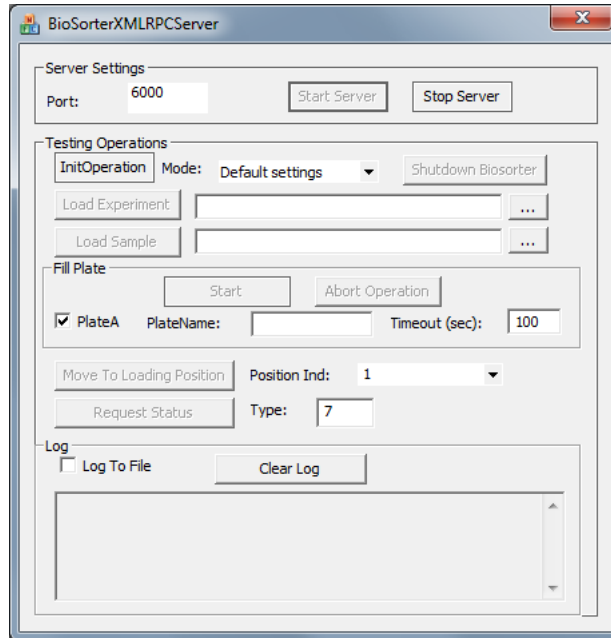 BioSorterXMLRPCServer
Server Settings
Port: 6000 Start Server Stop Server
Testing Operations
InitOperation Mode: Default settings Shutdown Biosorter
Load Experiment ...
Load Sample ...
Fill Plate
Start Abort Operation
PlateA PlateName: Timeout (sec): 100
Move To Loading Position Position Ind: 1
Request Status Type: 7
Log
Log To File Clear Log